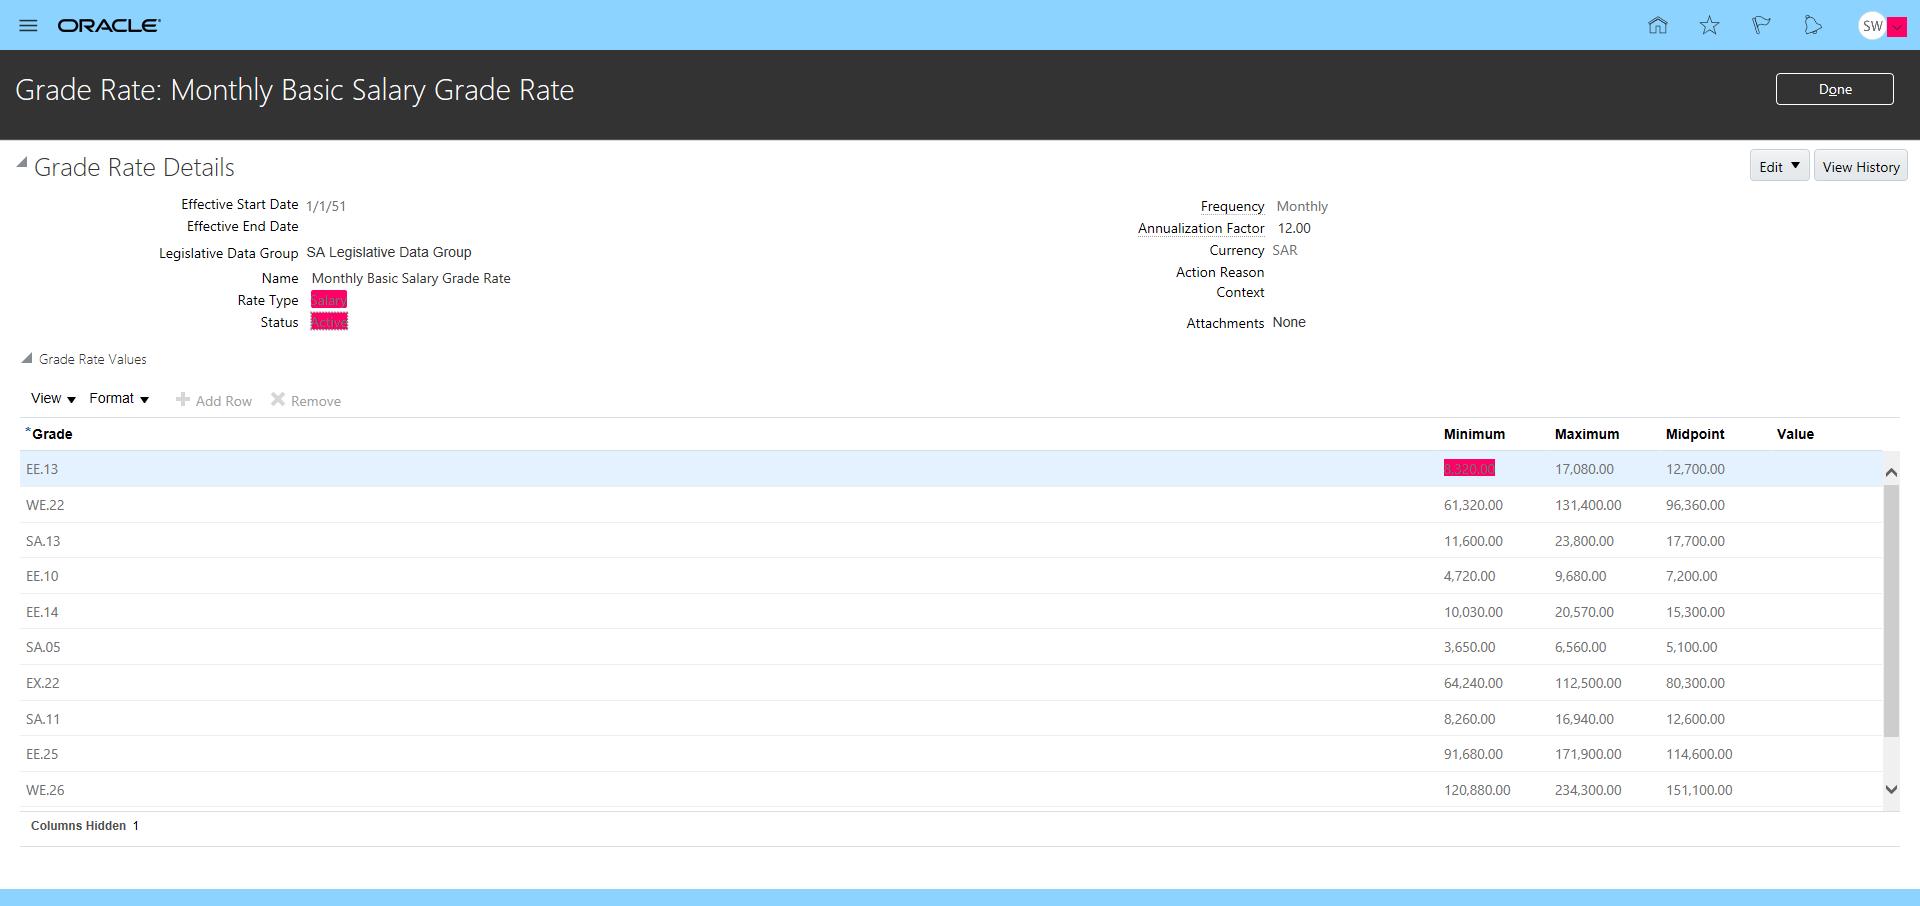 ORACLE
SW
Grade Rate: Monthly Basic Salary Grade Rate
Done
Grade Rate Details
Edit
View History
Effective Start Date 1/1/51
Effective End Date
Legislative Data Group SA Legislative Data Group
Name Monthly Basic Salary Grade Rate
Rate Type Salary
Status Active
Frequency Monthly
Annualization Factor 12.00
Currency SAR
Action Reason
Context
Attachments None
Grade Rate Values
View Format Add Row Remove
*Grade Minimum Maximum Midpoint Value
EE.13 8,320.00 17,080.00 12,700.00
WE.22 61,320.00 131,400.00 96,360.00
SA.13 11,600.00 23,800.00 17,700.00
EE.10 4,720.00 9,680.00 7,200.00
EE.14 10,030.00 20,570.00 15,300.00
SA.05 3,650.00 6,560.00 5,100.00
EX.22 64,240.00 112,500.00 80,300.00
SA.11 8,260.00 16,940.00 12,600.00
EE.25 91,680.00 171,900.00 114,600.00
WE.26 120,880.00 234,300.00 151,100.00
Columns Hidden 1